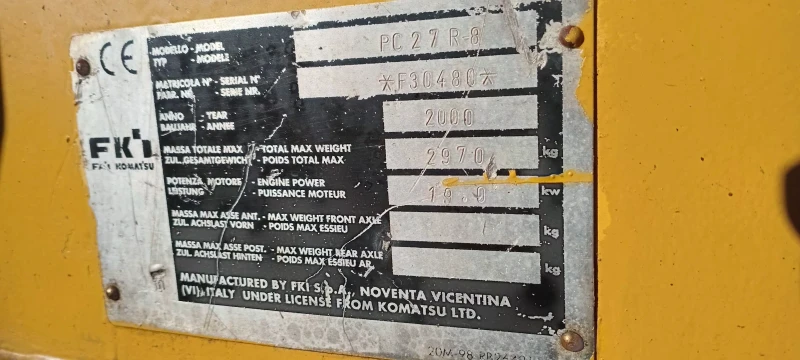 CE
MODELLO - MODEL
TYP - MODELE
PC27R-8
MATRICOLA N° - SERIAL N°
FABR. NR. - SERIE NR.
*F30480*
ANNO - YEAR
BAUJAHR - ANNEE
2000
FKI
FKI KOMATSU
MASSA TOTALE MAX - TOTAL MAX WEIGHT
ZUL. GESAMTGEWICHT - POIDS TOTAL MAX
2970 kg
POTENZA MOTORE - ENGINE POWER
LEISTUNG - PUISSANCE MOTEUR
kw
MASSA MAX ASSE ANT. - MAX WEIGHT FRONT AXLE
ZUL. ACHSLAST VORN - POIDS MAX ESSIEU
/ kg
MASSA MAX ASSE POST. - MAX WEIGHT REAR AXLE
ZUL. ACHSLAST HINTEN - POIDS MAX ESSIEU AR.
kg
MANUFACTURED BY FKI S.p.A., NOVENTA VICENTINA
(VI) ITALY UNDER LICENSE FROM KOMATSU LTD.